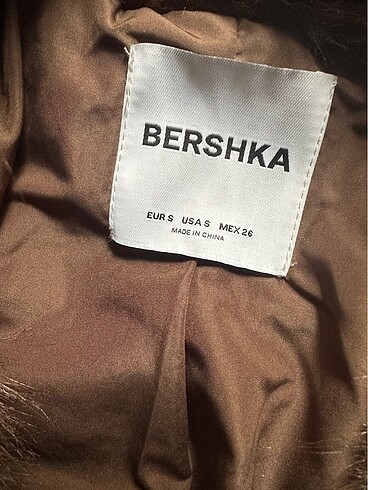 BERSHKA
EUR S USA S MEX 26
MADE IN CHINA